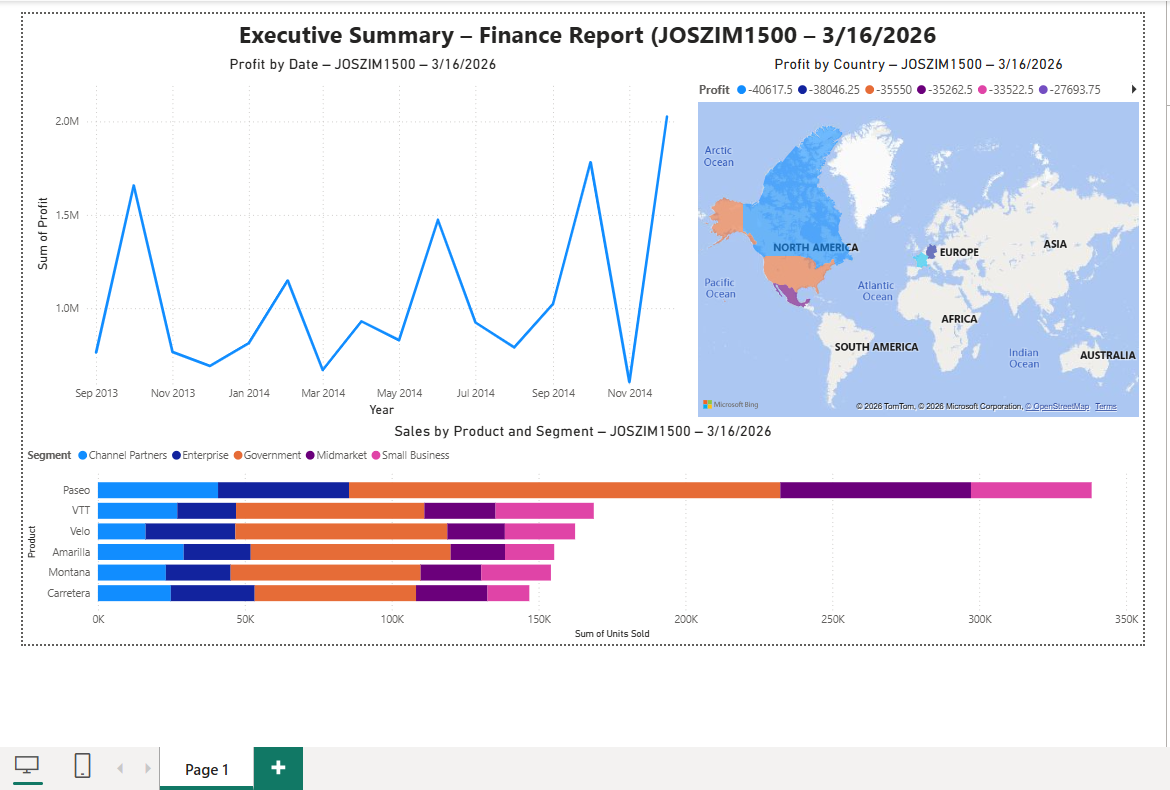 Executive Summary – Finance Report (JOSZIM1500 – 3/16/2026
Profit by Date – JOSZIM1500 – 3/16/2026
2.0M
1.5M
1.0M
Sum of Profit
Sep 2013 Nov 2013 Jan 2014 Mar 2014 May 2014 Jul 2014 Sep 2014 Nov 2014
Year
Profit by Country – JOSZIM1500 – 3/16/2026
Profit -40617.5 -38046.25 -35550 -35262.5 -33522.5 -27693.75
Arctic
Ocean
NORTH AMERICA
EUROPE
ASIA
Pacific
Ocean
Atlantic
Ocean
AFRICA
SOUTH AMERICA
Indian
Ocean
AUSTRALIA
Microsoft Bing
© 2026 TomTom, © 2026 Microsoft Corporation, © OpenStreetMap Terms
Sales by Product and Segment – JOSZIM1500 – 3/16/2026
Segment Channel Partners Enterprise Government Midmarket Small Business
Product
Paseo
VTT
Velo
Amarilla
Montana
Carretera
0K 50K 100K 150K 200K 250K 300K 350K
Sum of Units Sold
Page 1
+